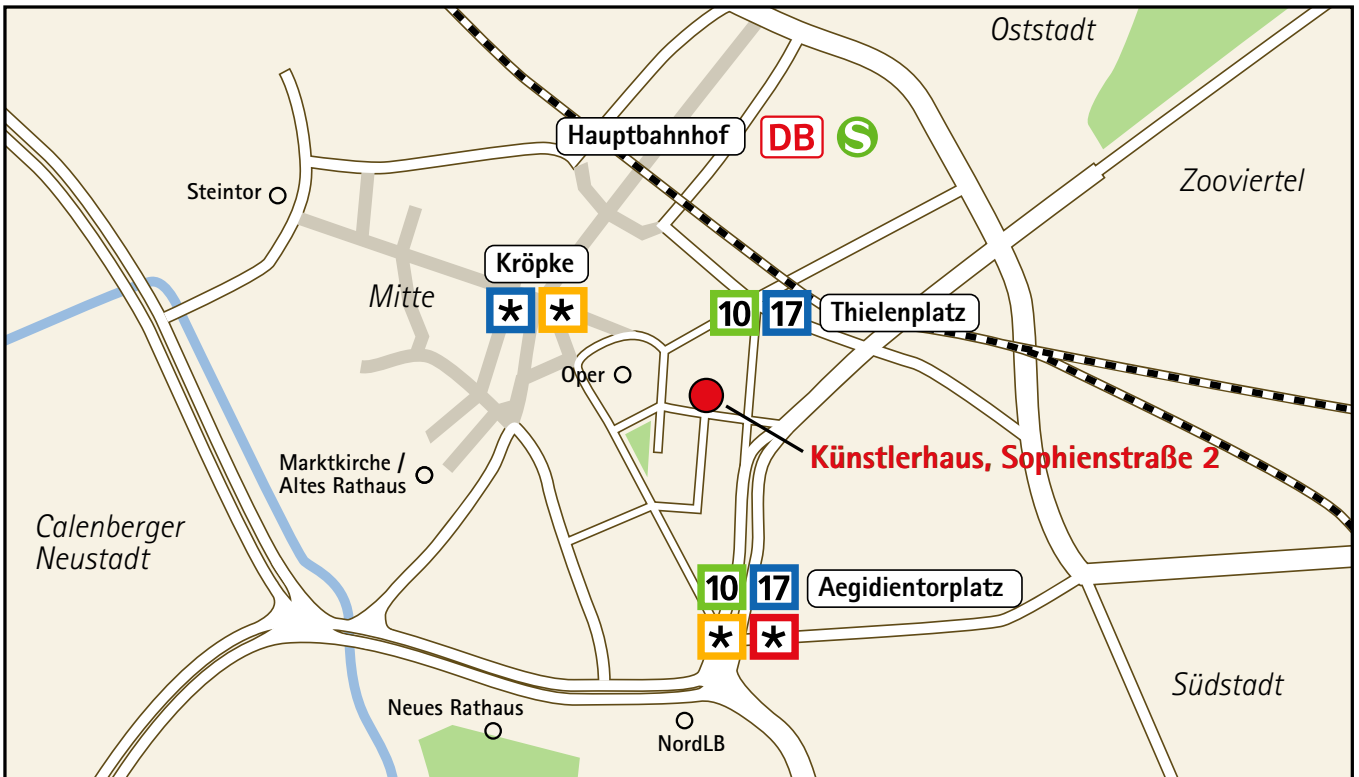 Oststadt
Hauptbahnhof DB S
Zooviertel
Steintor
Kröpke
* *
Mitte
10 17 Thielenplatz
Oper
Künstlerhaus, Sophienstraße 2
Marktkirche /
Altes Rathaus
Calenberger
Neustadt
10 17 Aegidientorplatz
* *
Südstadt
Neues Rathaus
NordLB